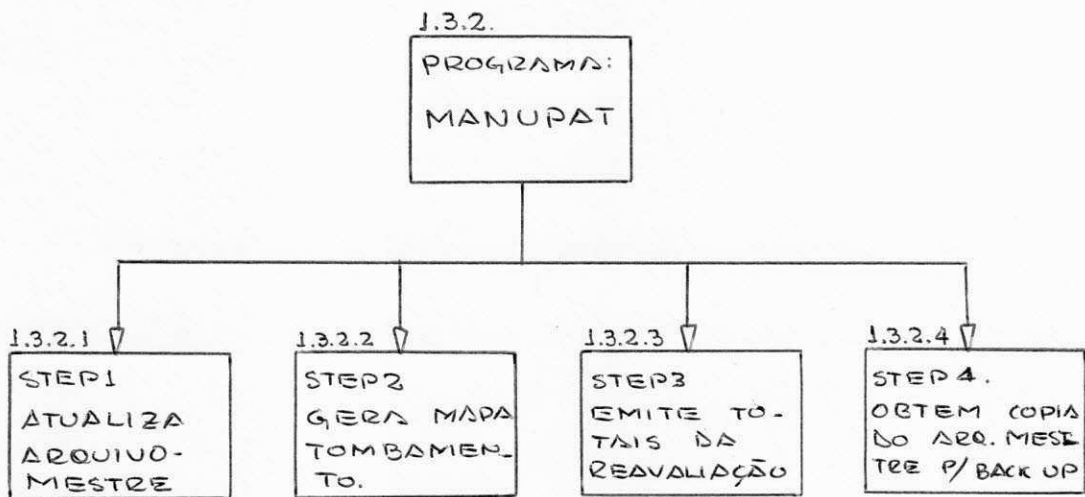 1.3.2.
PROGRAMA:
MANUPAT
1.3.2.1
STEP1
ATUALIZA
ARQUIVO-
MESTRE
1.3.2.2
STEP2
GERA MAPA
TOMBAMEN_
TO.
1.3.2.3
STEP3
EMITE TO-
TAIS DA
REAVALIAÇÃO
1.3.2.4
STEP 4.
OBTEM COPIA
DO ARQ. MES
TRE P/ BACK UP